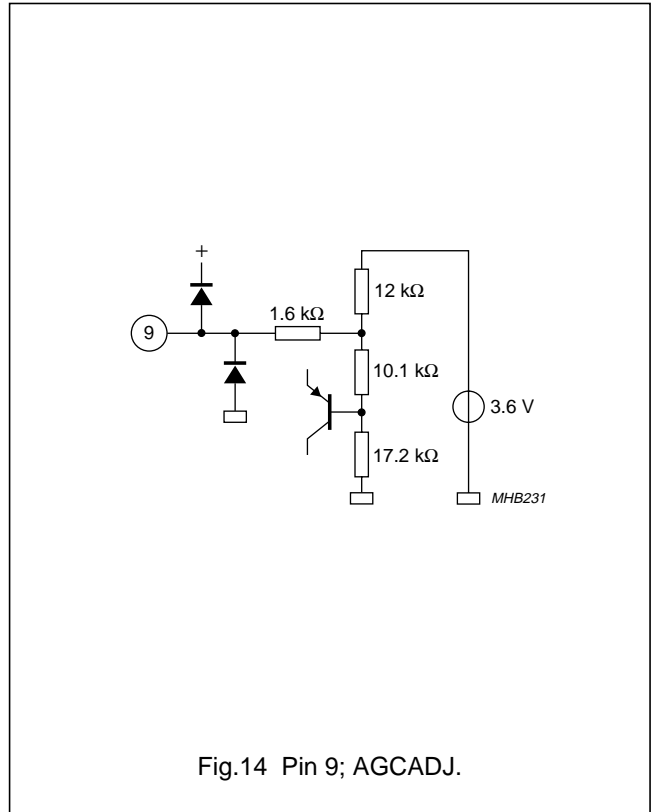 +
12 kΩ
1.6 kΩ
9
10.1 kΩ
3.6 V
17.2 kΩ
MHB231
Fig.14 Pin 9; AGCADJ.